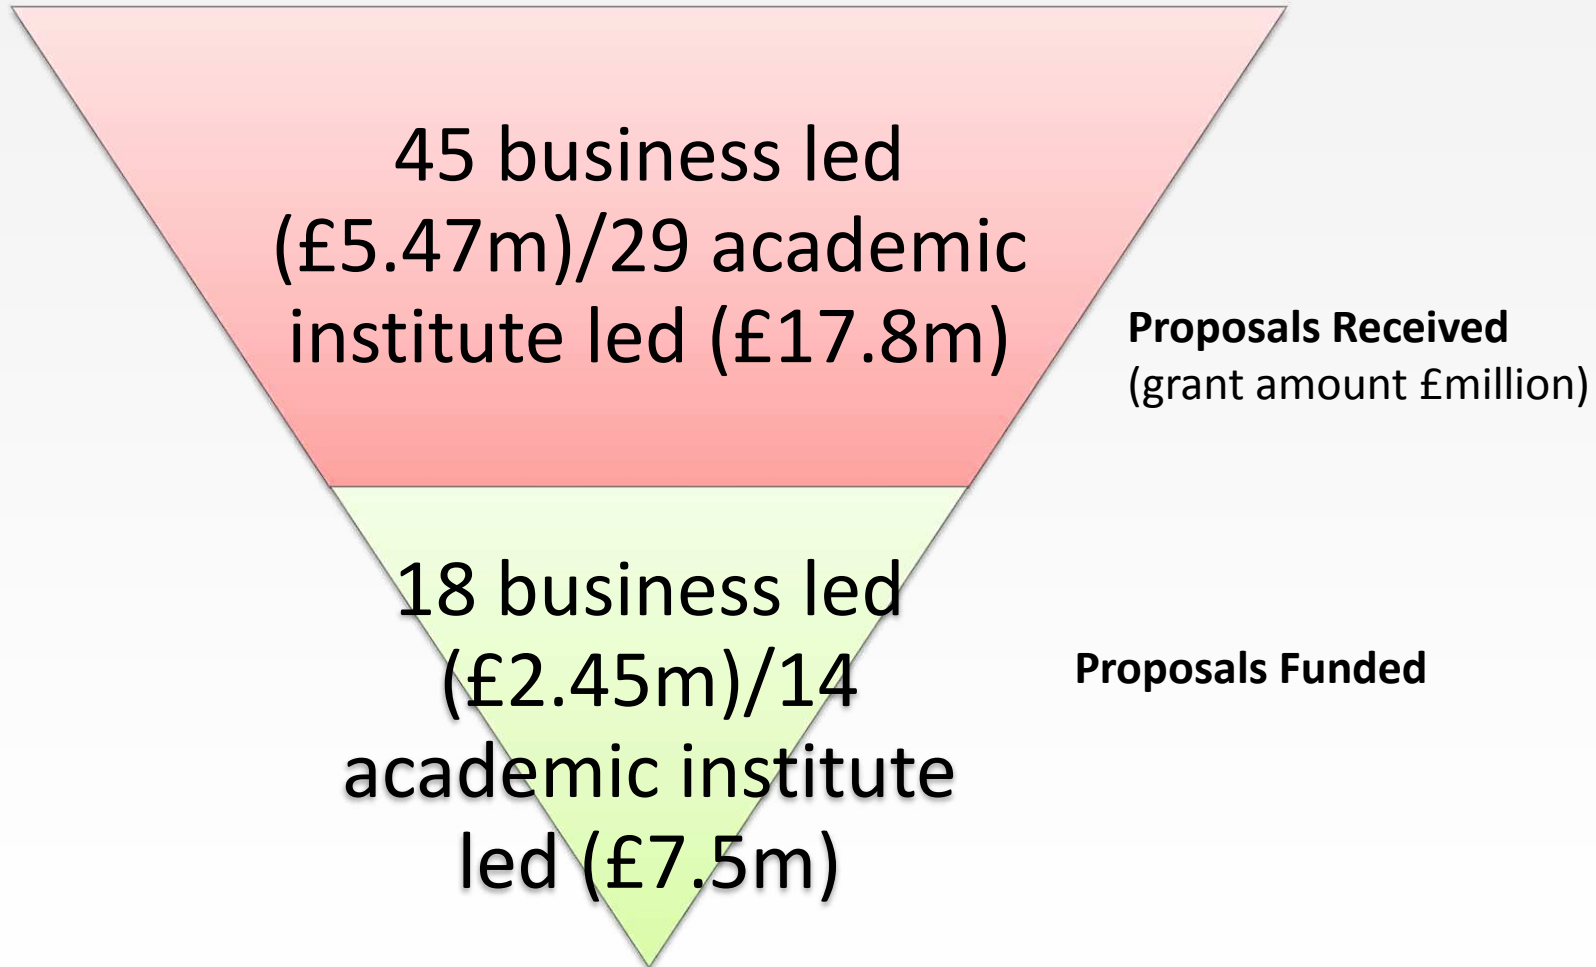 45 business led
(£5.47m)/29 academic
institute led (£17.8m)
Proposals Received
(grant amount £million)
18 business led
(£2.45m)/14
academic institute
led (£7.5m)
Proposals Funded